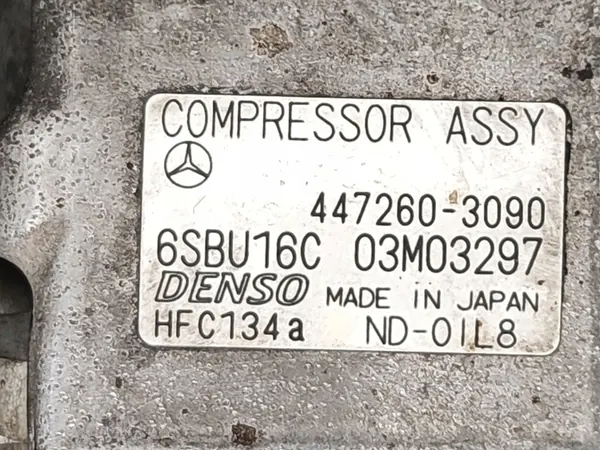 COMPRESSOR ASSY
447260-3090
6SBU16C 03M03297
DENSO MADE IN JAPAN
HFC134a ND-OIL8